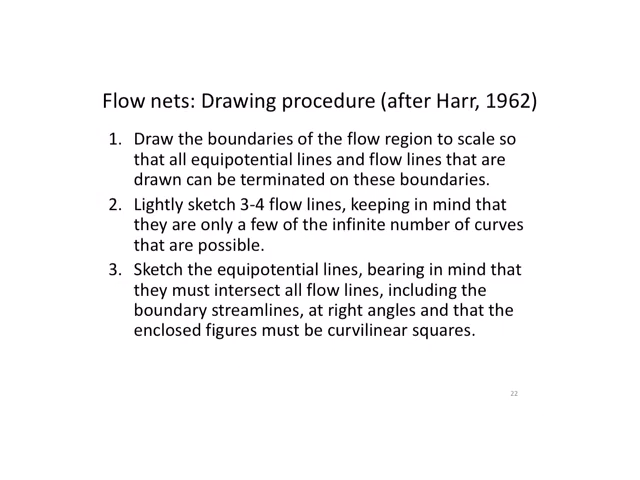 Flow nets: Drawing procedure (after Harr, 1962)
1. Draw the boundaries of the flow region to scale so
that all equipotential lines and flow lines that are
drawn can be terminated on these boundaries.
2. Lightly sketch 3-4 flow lines, keeping in mind that
they are only a few of the infinite number of curves
that are possible.
3. Sketch the equipotential lines, bearing in mind that
they must intersect all flow lines, including the
boundary streamlines, at right angles and that the
enclosed figures must be curvilinear squares.
22